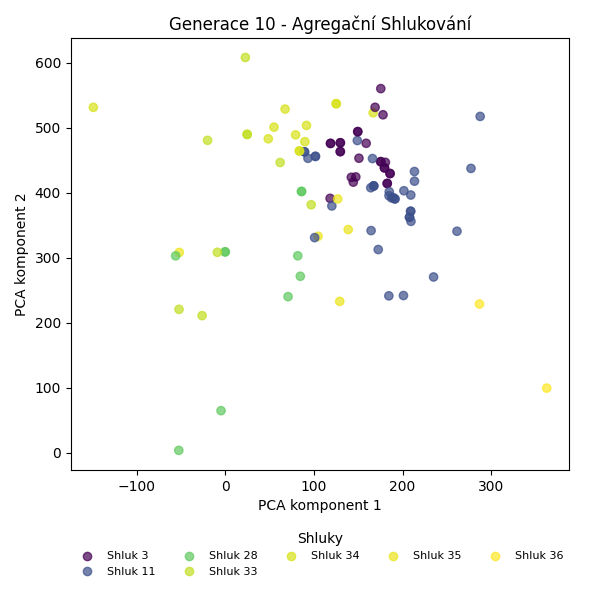 Generace 10 - Agregační Shlukování
PCA komponent 2
600
500
400
300
200
100
0
−100 0 100 200 300
PCA komponent 1
Shluky
Shluk 3 Shluk 28 Shluk 34 Shluk 35 Shluk 36
Shluk 11 Shluk 33